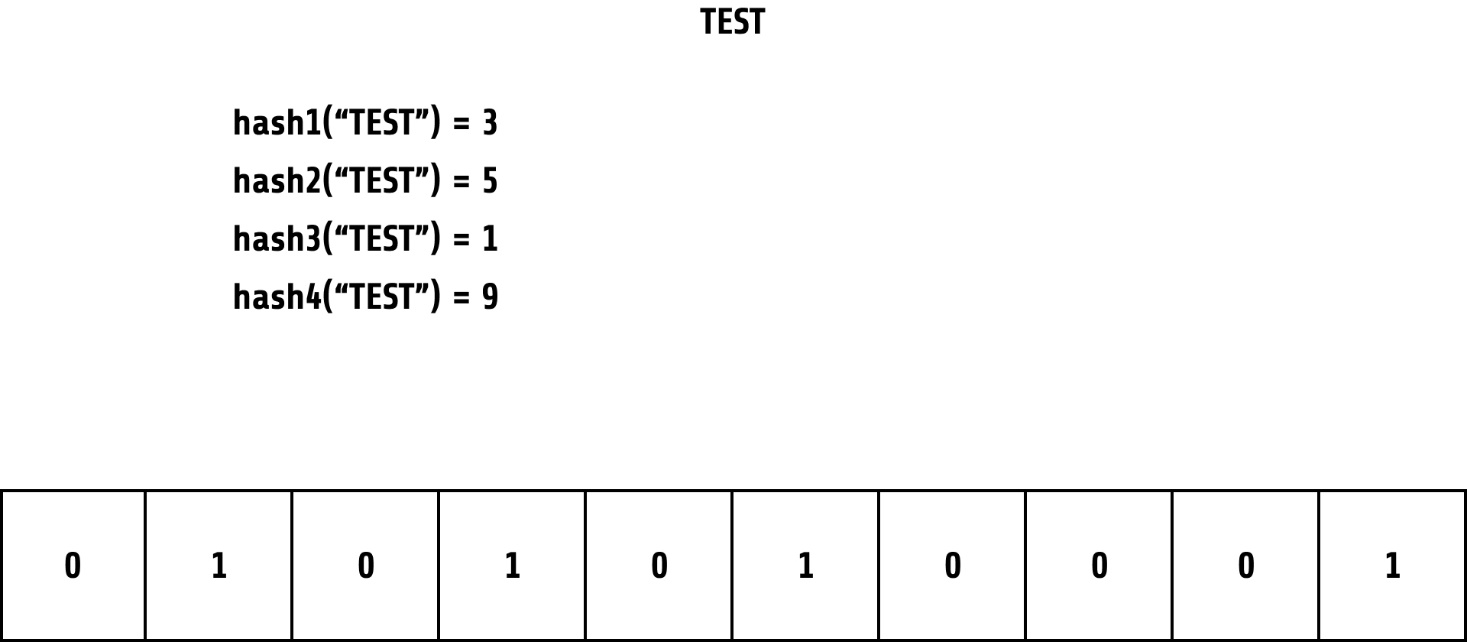 TEST
hash1(“TEST”) = 3
hash2(“TEST”) = 5
hash3(“TEST”) = 1
hash4(“TEST”) = 9
0 1 0 1 0 1 0 0 0 1